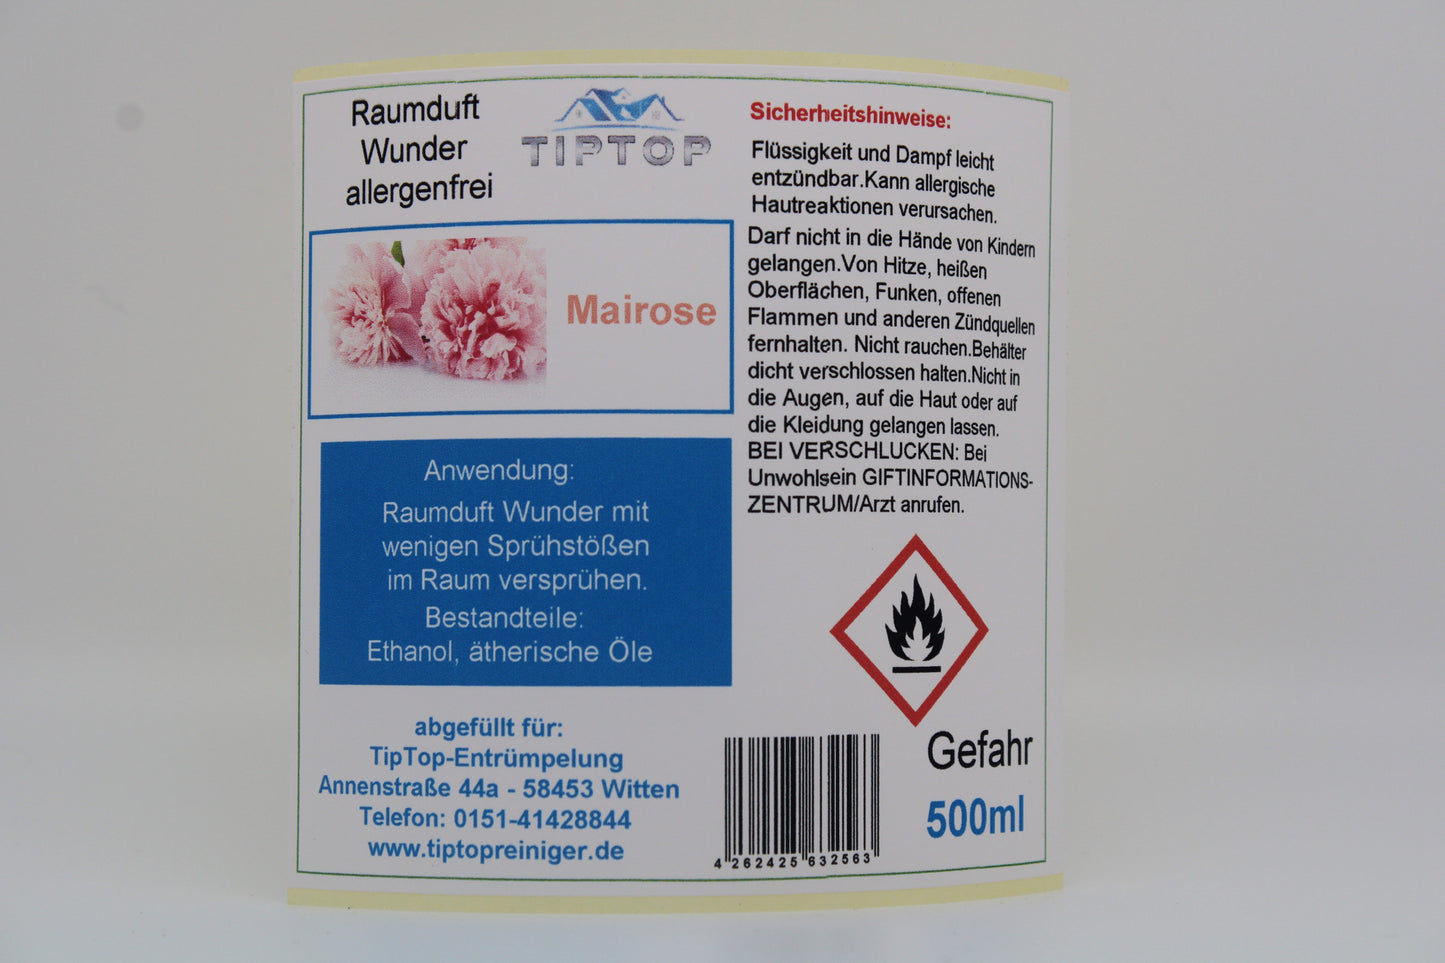 Raumduft
Wunder
allergenfrei
TIPTOP
Mairose
Anwendung:
Raumduft Wunder mit
wenigen Sprühstößen
im Raum versprühen.
Bestandteile:
Ethanol, ätherische Öle
abgefüllt für:
TipTop-Entrümpelung
Annenstraße 44a - 58453 Witten
Telefon: 0151-41428844
www.tiptopreiniger.de
Sicherheitshinweise:
Flüssigkeit und Dampf leicht
entzündbar.Kann allergische
Hautreaktionen verursachen.
Darf nicht in die Hände von Kindern
gelangen.Von Hitze, heißen
Oberflächen, Funken, offenen
Flammen und anderen Zündquellen
fernhalten. Nicht rauchen.Behälter
dicht verschlossen halten.Nicht in
die Augen, auf die Haut oder auf
die Kleidung gelangen lassen.
BEI VERSCHLUCKEN: Bei
Unwohlsein GIFTINFORMATIONS-
ZENTRUM/Arzt anrufen.
Gefahr
500ml
4 262425 632563